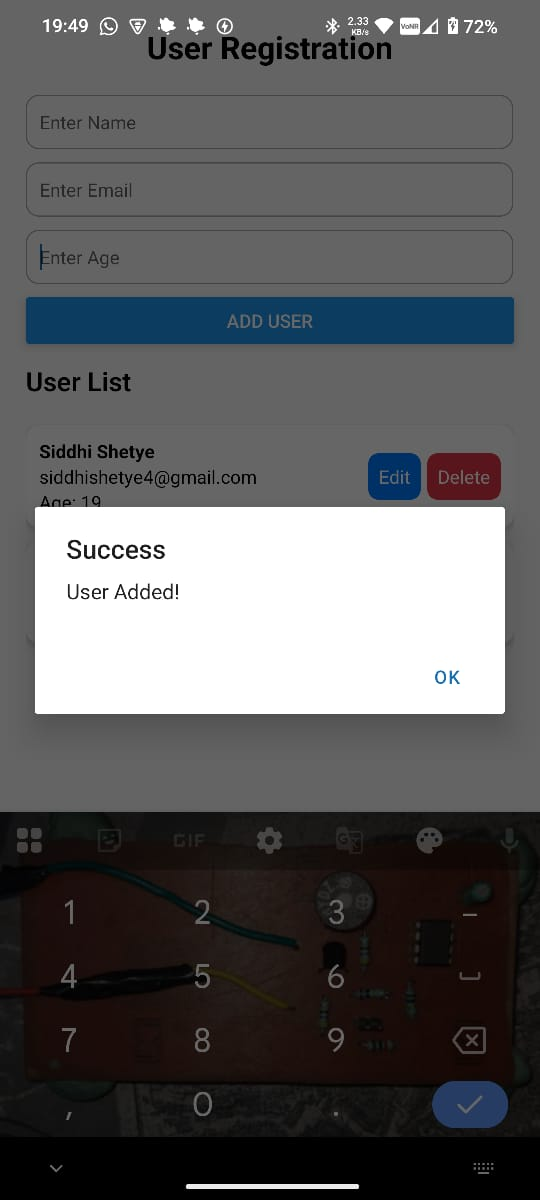 19:49 2.33 KB/s VoNR 72%
User Registration
Enter Name
Enter Email
Enter Age
ADD USER
User List
Siddhi Shetye
siddhishetye4@gmail.com
Edit Delete
Age: 19
Success
User Added!
OK
GIF
1 2 3 –
4 5 6
7 8 9
, 0 .